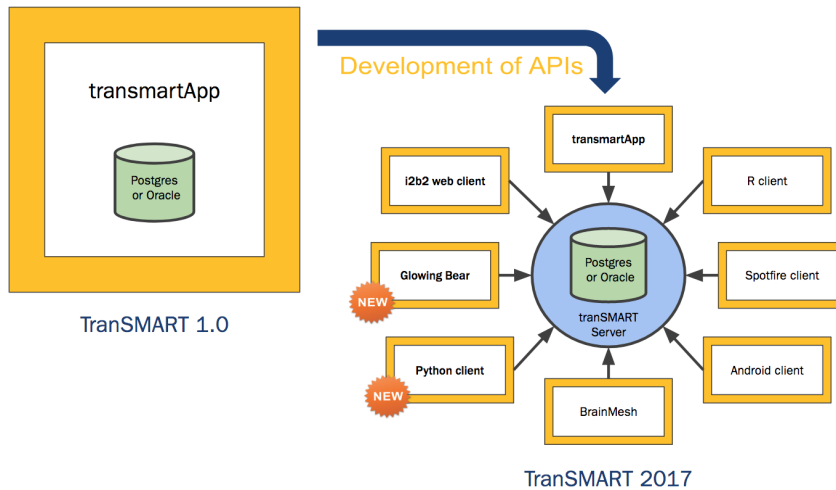 transmartApp
Postgres
or Oracle
TranSMART 1.0
Development of APIs
transmartApp
i2b2 web client
R client
Glowing Bear
NEW
Postgres
or Oracle
tranSMART
Server
Spotfire client
Python client
NEW
Android client
BrainMesh
TranSMART 2017